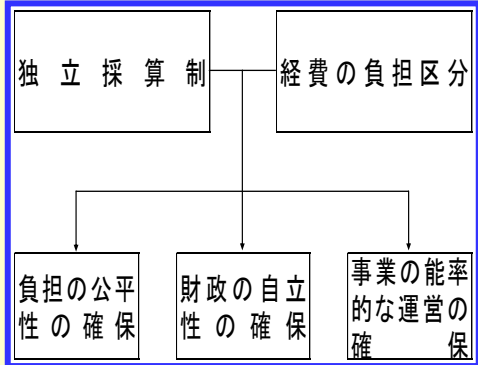 独立採算制
経費の負担区分
負担の公平
性の確保
財政の自立
性の確保
事業の能率
的な運営の
確保